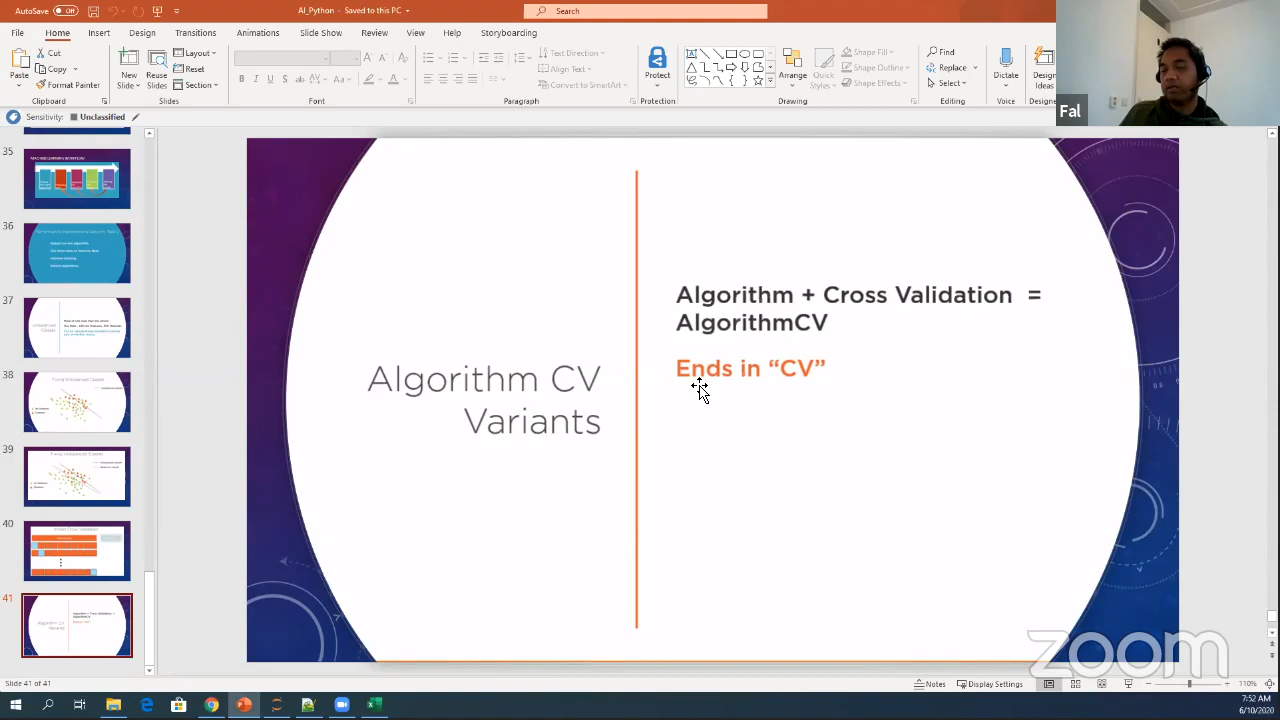 AutoSave Off
AI_Python - Saved to this PC
Search
File Home Insert Design Transitions Animations Slide Show Review View Help Storyboarding
Paste
Cut
Copy
Format Painter
Clipboard
New Slide
Reuse Slides
Layout
Reset
Section
Slides
Font
Text Direction
Align Text
Convert to SmartArt
Paragraph
Protect
Protection
Arrange
Quick Styles
Shape Fill
Shape Outline
Shape Effects
Drawing
Find
Replace
Select
Editing
Dictate
Voice
Design Ideas
Fal
Sensitivity: Unclassified
35
36
37
38
39
40
41
Algorithm CV
Variants
Algorithm + Cross Validation =
AlgorithmCV
Ends in “CV”
zoom
Slide 41 of 41
Notes
Display Settings
110%
7:52 AM
6/10/2020